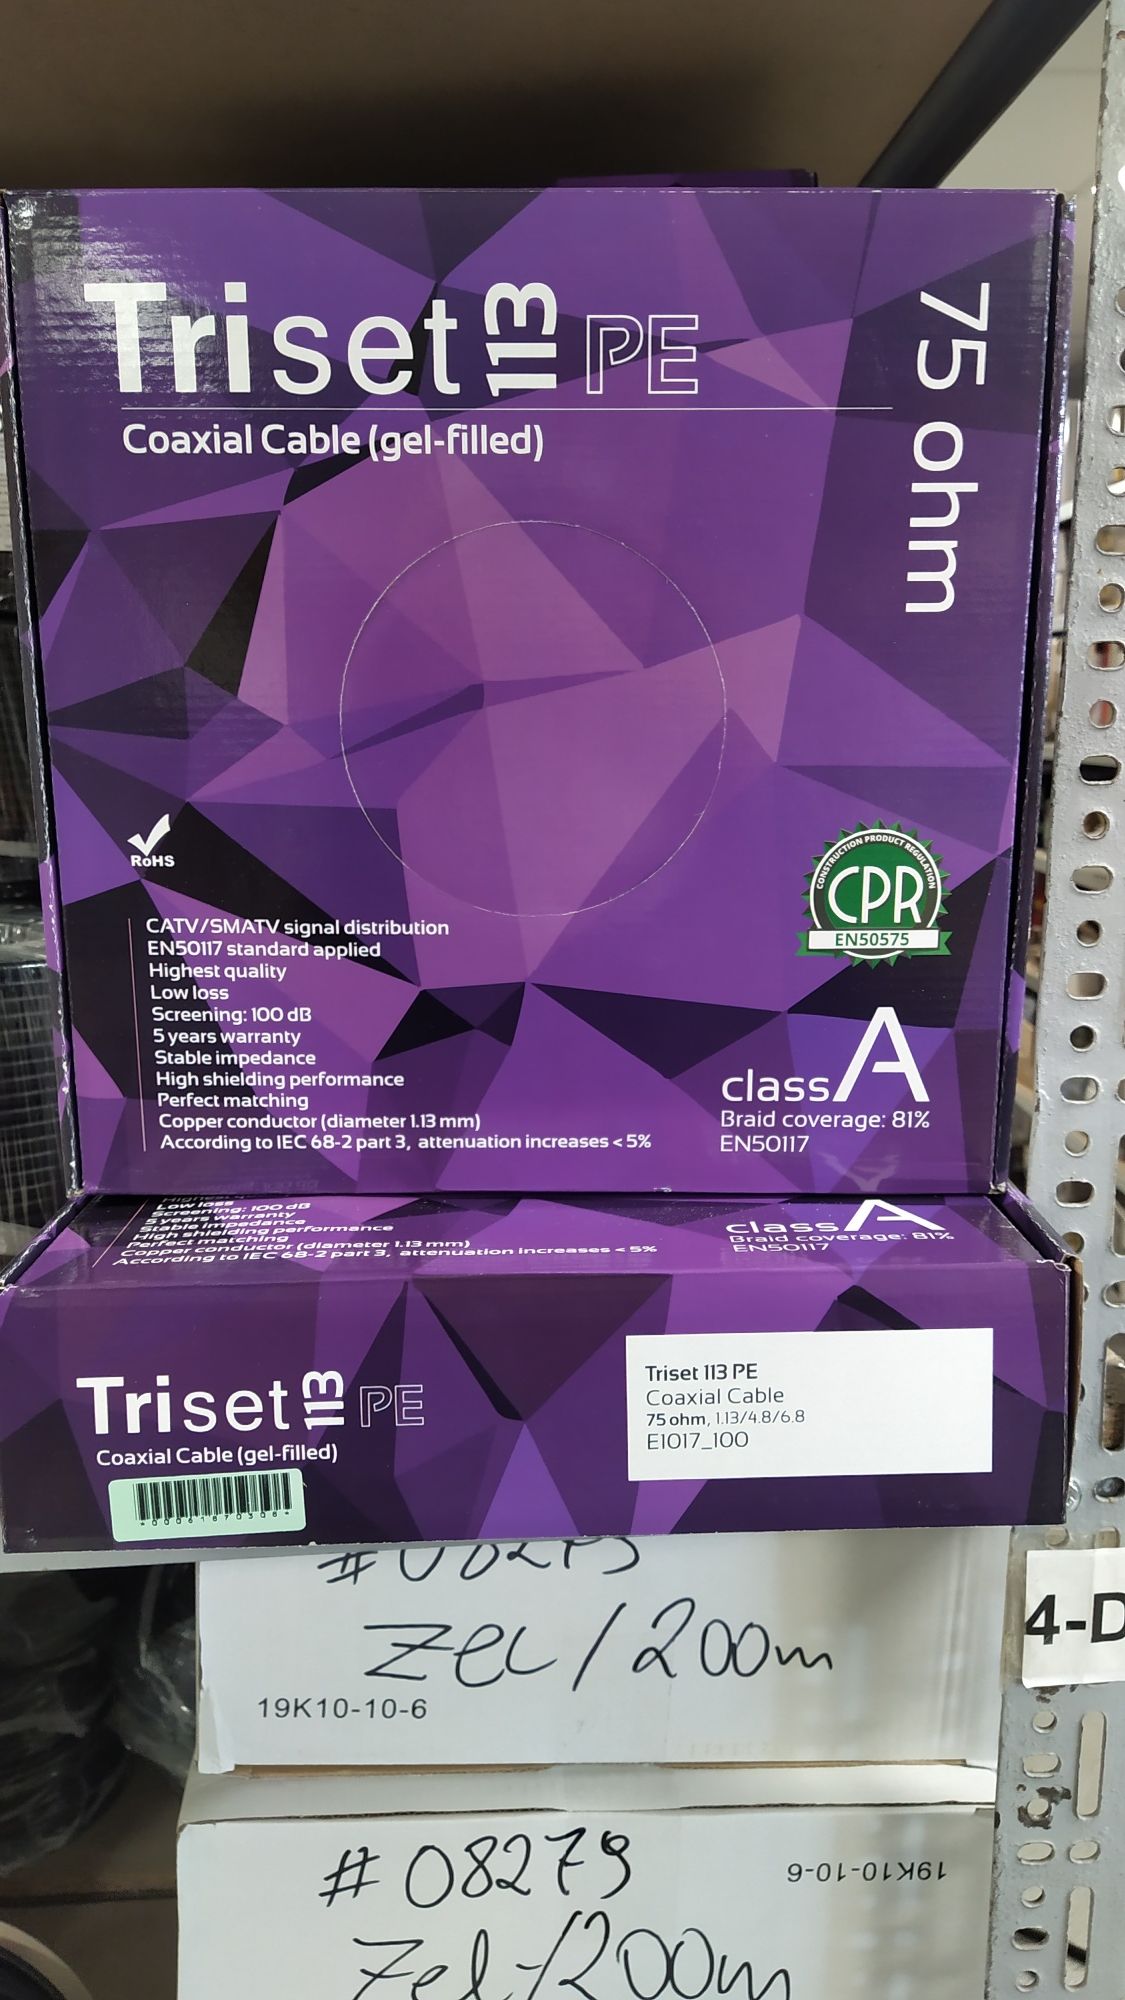 Triset 113 PE
Coaxial Cable (gel-filled)
75 ohm
RoHS
CONSTRUCTION PRODUCT REGULATION
CPR
EN50575
CATV/SMATV signal distribution
EN50117 standard applied
Highest quality
Low loss
Screening: 100 dB
5 years warranty
Stable impedance
High shielding performance
Perfect matching
Copper conductor (diameter 1.13 mm)
According to IEC 68-2 part 3, attenuation increases < 5%
class A
Braid coverage: 81%
EN50117
Low loss
Screening: 100 dB
5 years warranty
Stable impedance
High shielding performance
Perfect matching
Copper conductor (diameter 1.13 mm)
According to IEC 68-2 part 3, attenuation increases < 5%
class A
Braid coverage: 81%
EN50117
Triset 113 PE
Coaxial Cable (gel-filled)
Triset 113 PE
Coaxial Cable
75 ohm, 1.13/4.8/6.8
E1017_100
# 08279
zel/200m
19K10-10-6
4-D
# 08279
19K10-10-6
zel-/200m